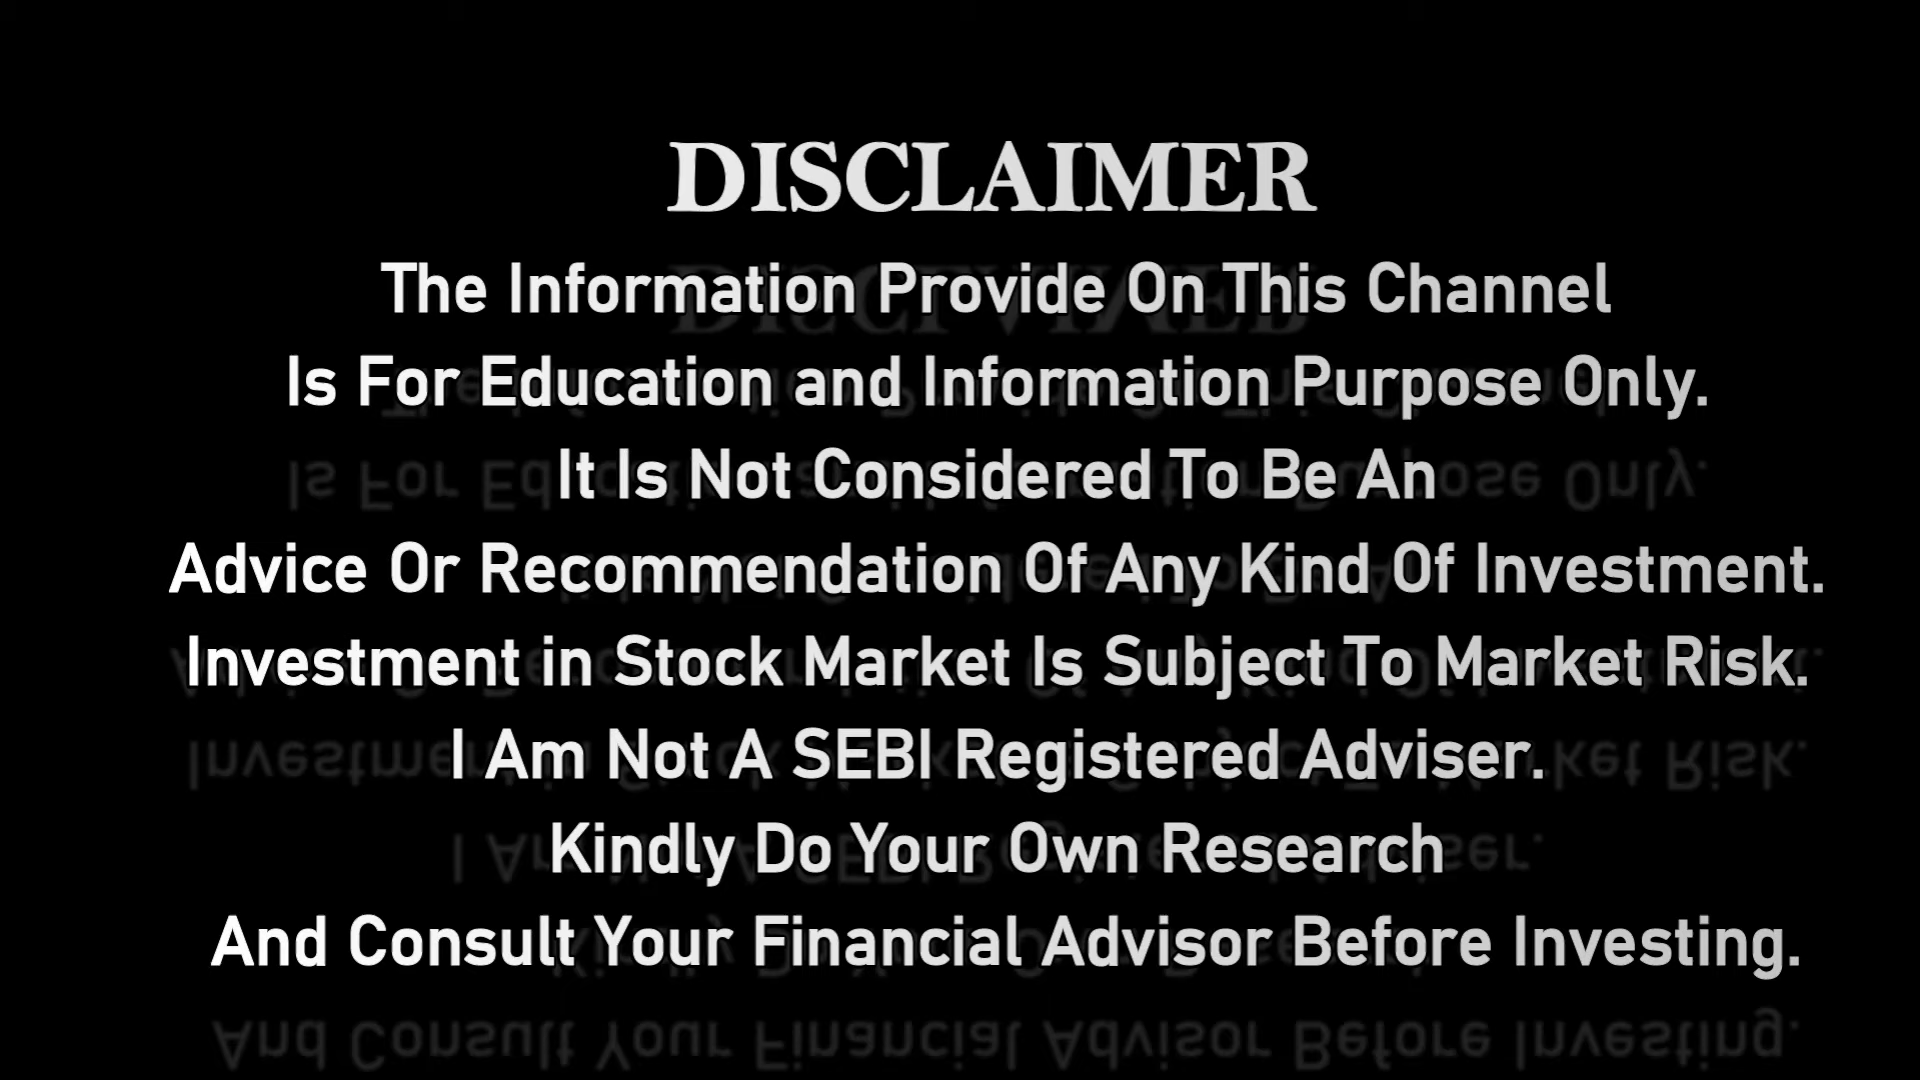 DISCLAIMER
The Information Provide On This Channel
Is For Education and Information Purpose Only.
It Is Not Considered To Be An
Advice Or Recommendation Of Any Kind Of Investment.
Investment in Stock Market Is Subject To Market Risk.
I Am Not A SEBI Registered Adviser.
Kindly Do Your Own Research
And Consult Your Financial Advisor Before Investing.